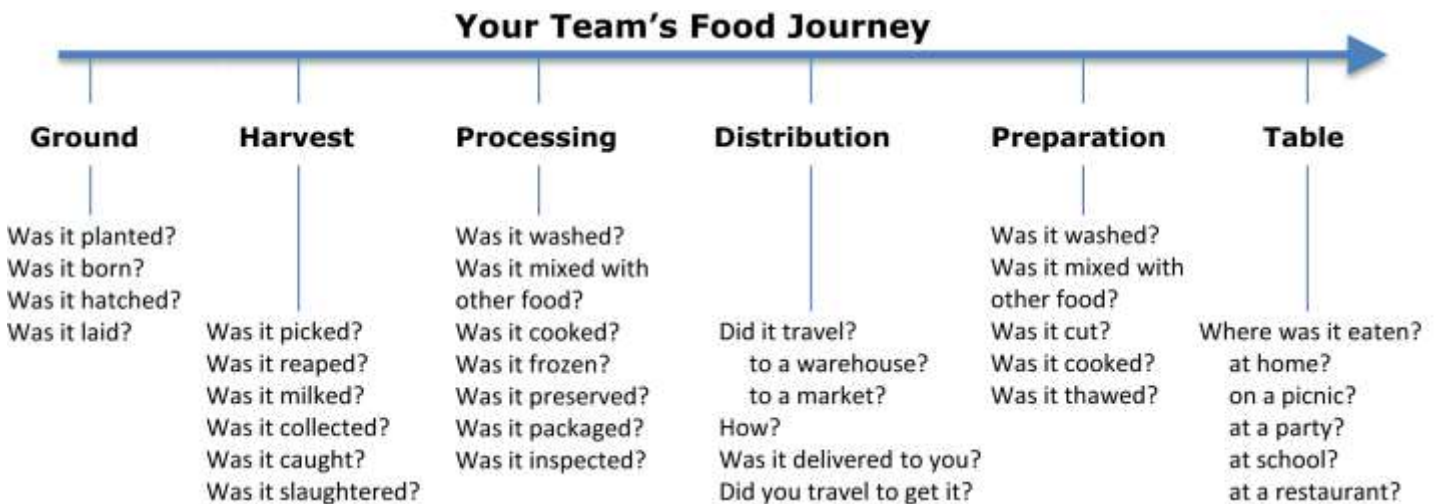 Your Team's Food Journey
Ground
Harvest
Processing
Distribution
Preparation
Table
Was it planted?
Was it born?
Was it hatched?
Was it laid?
Was it picked?
Was it reaped?
Was it milked?
Was it collected?
Was it caught?
Was it slaughtered?
Was it washed?
Was it mixed with
other food?
Was it cooked?
Was it frozen?
Was it preserved?
Was it packaged?
Was it inspected?
Did it travel?
to a warehouse?
to a market?
How?
Was it delivered to you?
Did you travel to get it?
Was it washed?
Was it mixed with
other food?
Was it cut?
Was it cooked?
Was it thawed?
Where was it eaten?
at home?
on a picnic?
at a party?
at school?
at a restaurant?